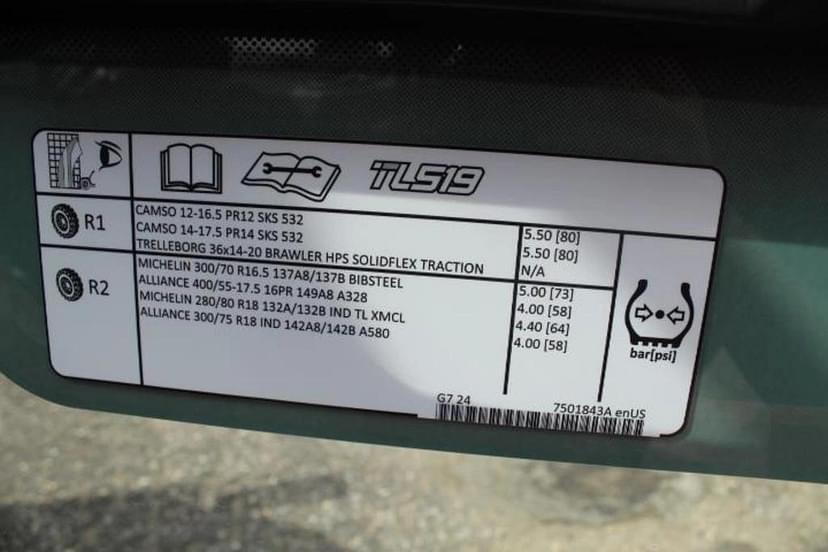 TLS19
R1
CAMSO 12-16.5 PR12 SKS 532 5.50 [80]
CAMSO 14-17.5 PR14 SKS 532 5.50 [80]
TRELLEBORG 36x14-20 BRAWLER HPS SOLIDFLEX TRACTION N/A
R2
MICHELIN 300/70 R16.5 137A8/137B BIBSTEEL 5.00 [73]
ALLIANCE 400/55-17.5 16PR 149A8 A328 4.00 [58]
MICHELIN 280/80 R18 132A/132B IND TL XMCL 4.40 [64]
ALLIANCE 300/75 R18 IND 142A8/142B A580 4.00 [58]
bar[psi]
G7 24 7501843A enUS